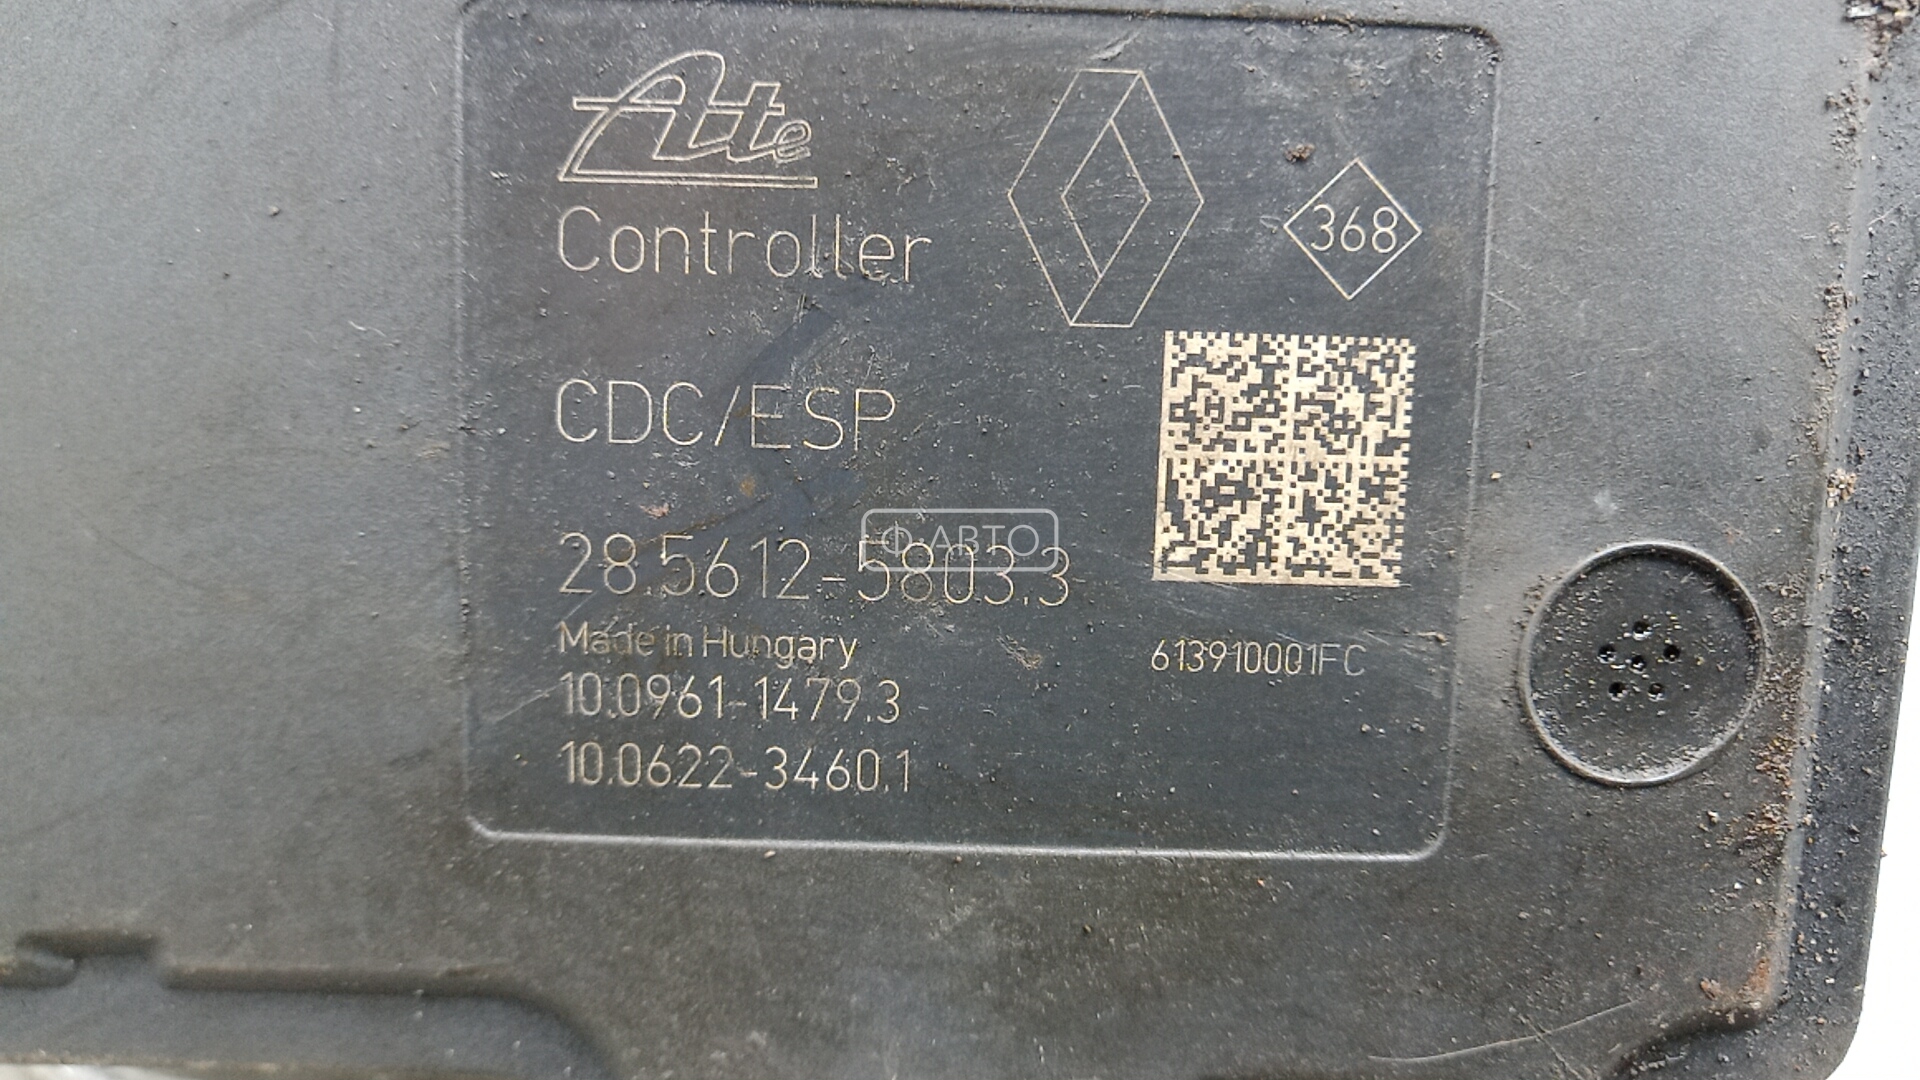 Ate
368
Controller
CDC/ESP
Ф-АВТО
28.5612-5803.3
Made in Hungary
613910001FC
10.0961-1479.3
10.0622-3460.1